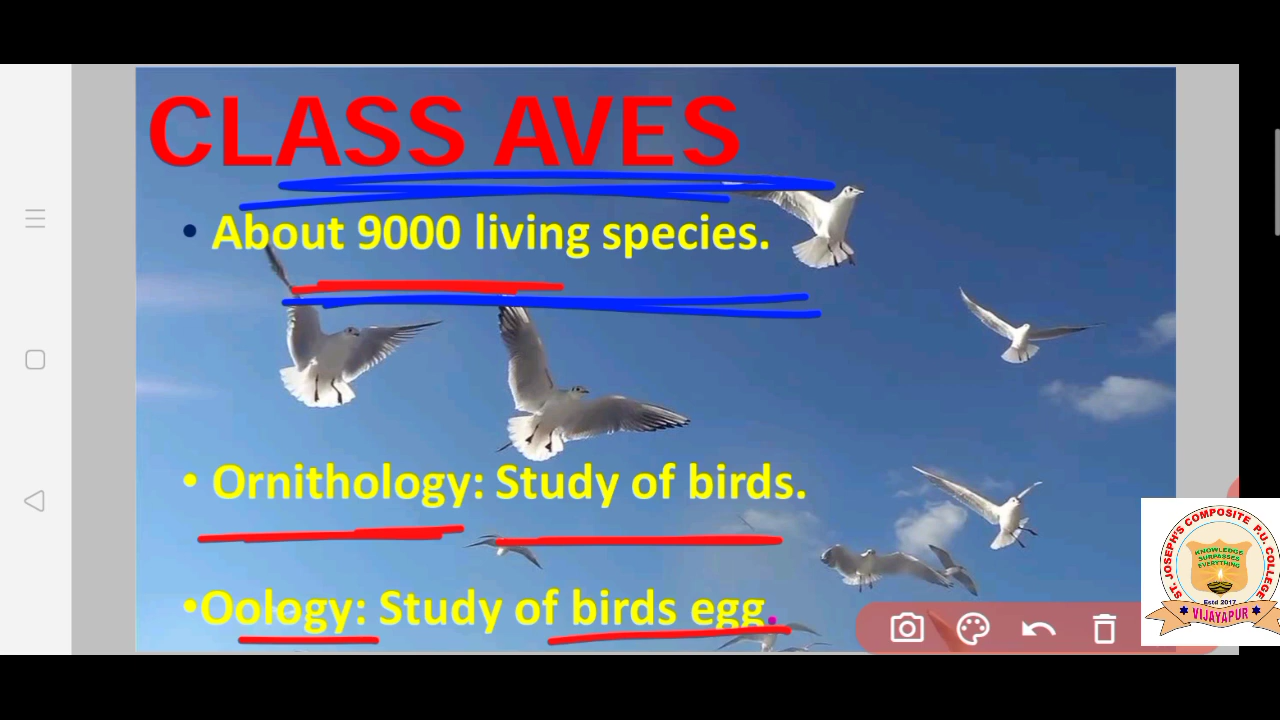 CLASS AVES
• About 9000 living species.
• Ornithology: Study of birds.
•Oology: Study of birds egg.
ST. JOSEPH'S COMPOSITE P.U. COLLEGE
KNOWLEDGE
SURPASSES
EVERYTHING
Estd 2017
VIJAYAPUR